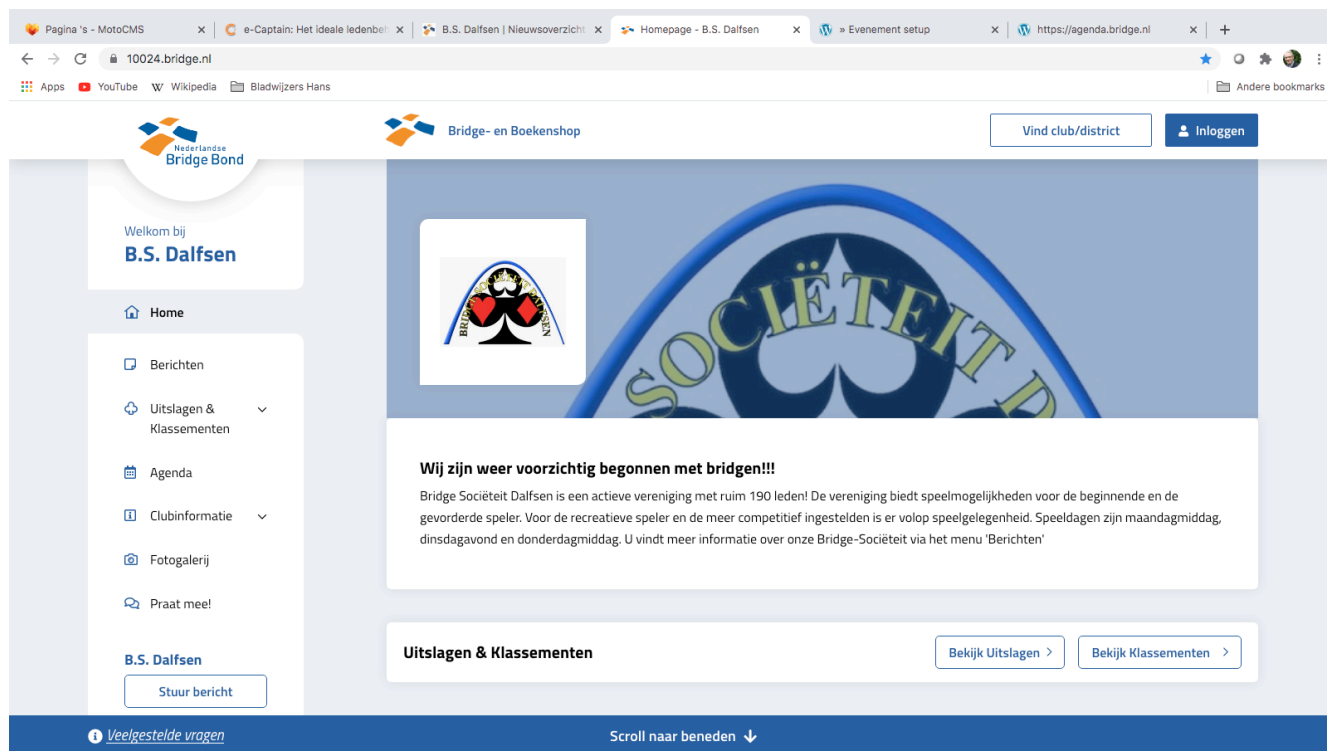 Pagina 's - MotoCMS
e-Captain: Het ideale ledenbeh
B.S. Dalfsen | Nieuwsoverzicht
Homepage - B.S. Dalfsen
» Evenement setup
https://agenda.bridge.nl
10024.bridge.nl
Apps
YouTube
W Wikipedia
Bladwijzers Hans
Andere bookmarks
Nederlandse
Bridge Bond
Bridge- en Boekenshop
Vind club/district
Inloggen
Welkom bij
B.S. Dalfsen
Home
Berichten
Uitslagen &
Klassementen
Agenda
Clubinformatie
Fotogalerij
Praat mee!
B.S. Dalfsen
Stuur bericht
BRIDGE SOCIËTEIT DALFSEN
SOCIËTEIT D
Wij zijn weer voorzichtig begonnen met bridgen!!!
Bridge Sociëteit Dalfsen is een actieve vereniging met ruim 190 leden! De vereniging biedt speelmogelijkheden voor de beginnende en de
gevorderde speler. Voor de recreatieve speler en de meer competitief ingestelden is er volop speelgelegenheid. Speeldagen zijn maandagmiddag,
dinsdagavond en donderdagmiddag. U vindt meer informatie over onze Bridge-Sociëteit via het menu 'Berichten'
Uitslagen & Klassementen
Bekijk Uitslagen >
Bekijk Klassementen >
Veelgestelde vragen
Scroll naar beneden ↓